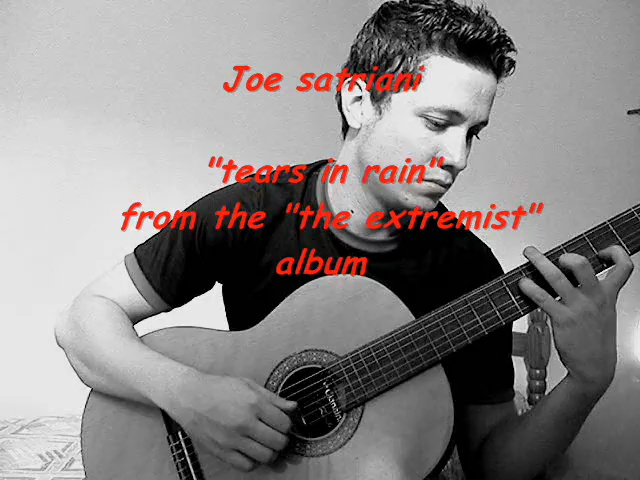 Joe satriani
"tears in rain"
from the "the extremist"
album